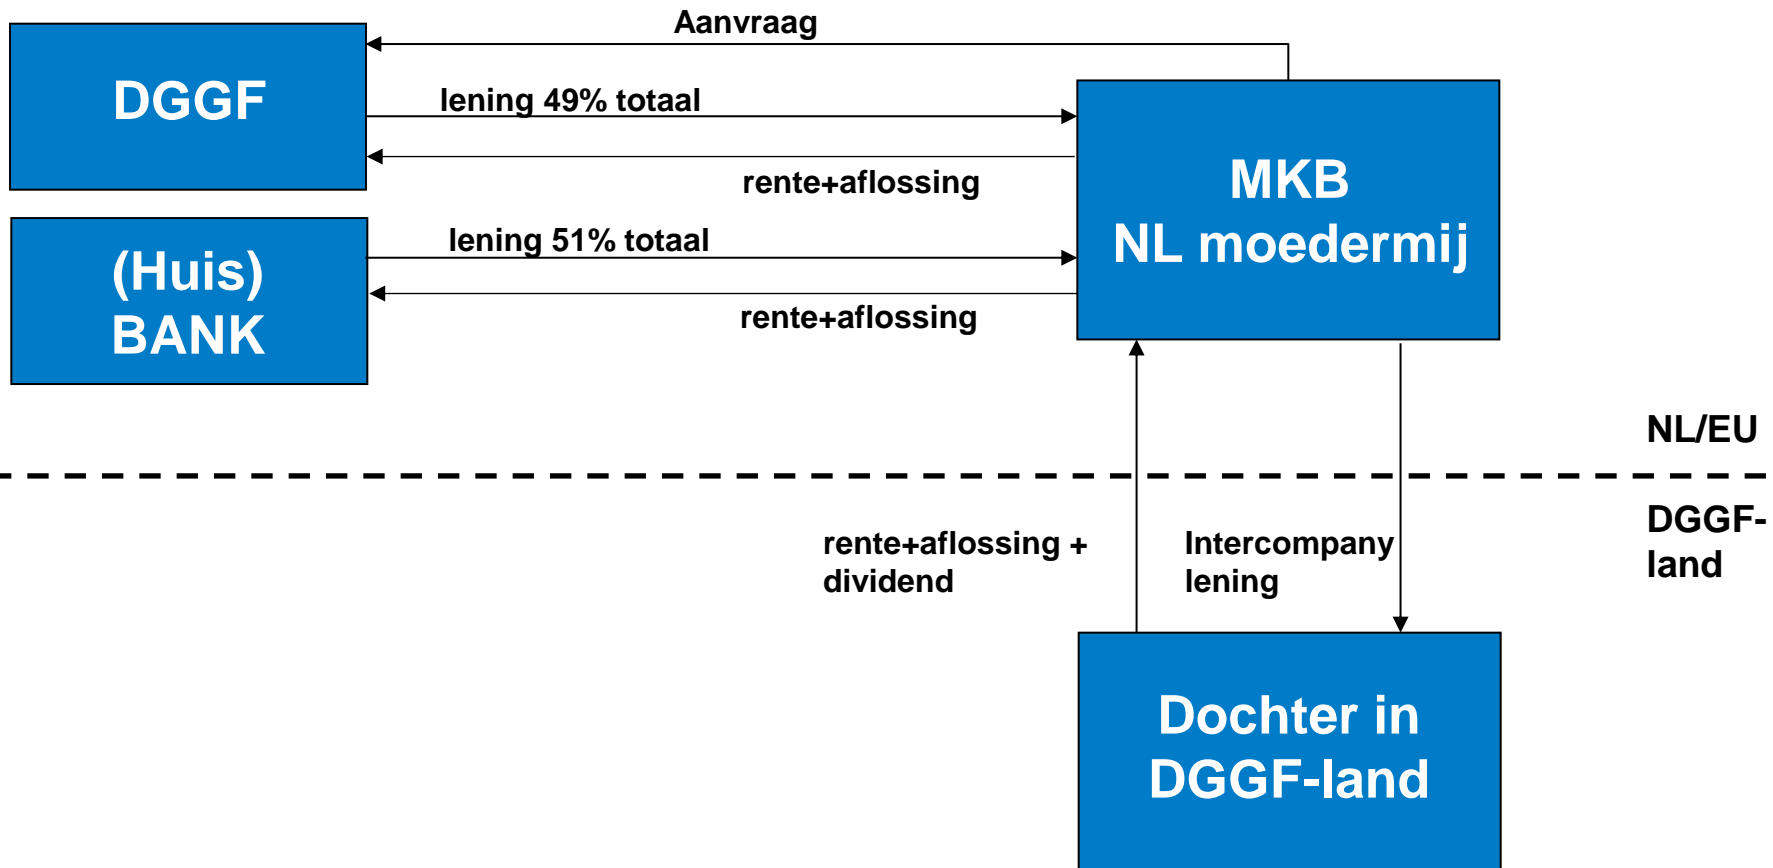 Aanvraag
DGGF
lening 49% totaal
rente+aflossing
MKB
NL moedermij
(Huis)
BANK
lening 51% totaal
rente+aflossing
NL/EU
DGGF-
land
rente+aflossing +
dividend
Intercompany
lening
Dochter in
DGGF-land